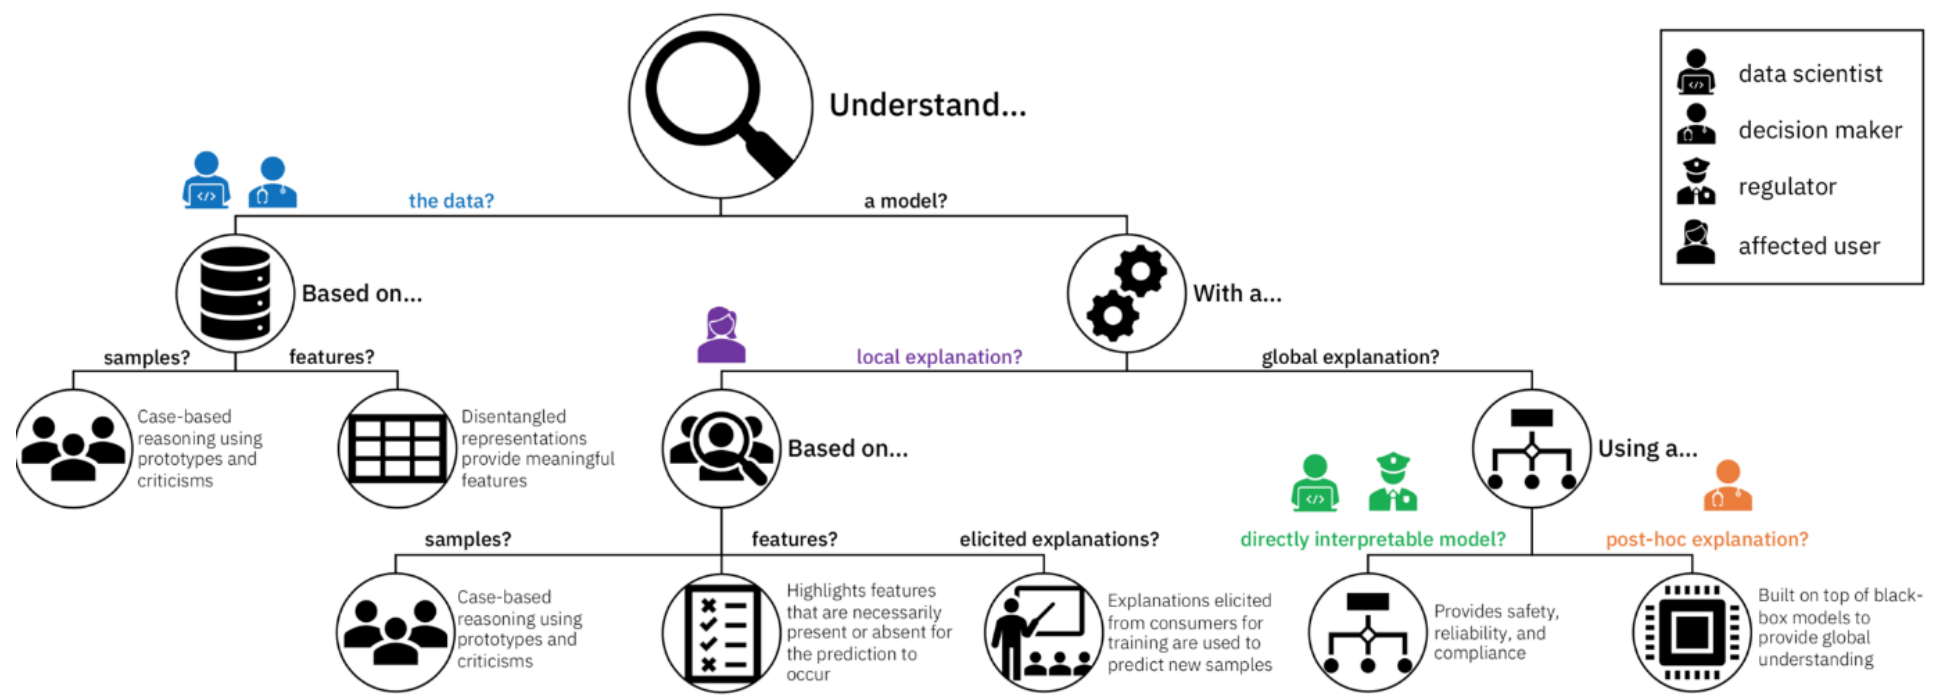 Understand...
data scientist
decision maker
regulator
affected user
the data?
a model?
Based on...
With a...
samples?
features?
local explanation?
global explanation?
Case-based
reasoning using
prototypes and
criticisms
Disentangled
representations
provide meaningful
features
Based on...
Using a...
samples?
features?
elicited explanations?
directly interpretable model?
post-hoc explanation?
Case-based
reasoning using
prototypes and
criticisms
Highlights features
that are necessarily
present or absent for
the prediction to
occur
Explanations elicited
from consumers for
training are used to
predict new samples
Provides safety,
reliability, and
compliance
Built on top of black-
box models to
provide global
understanding